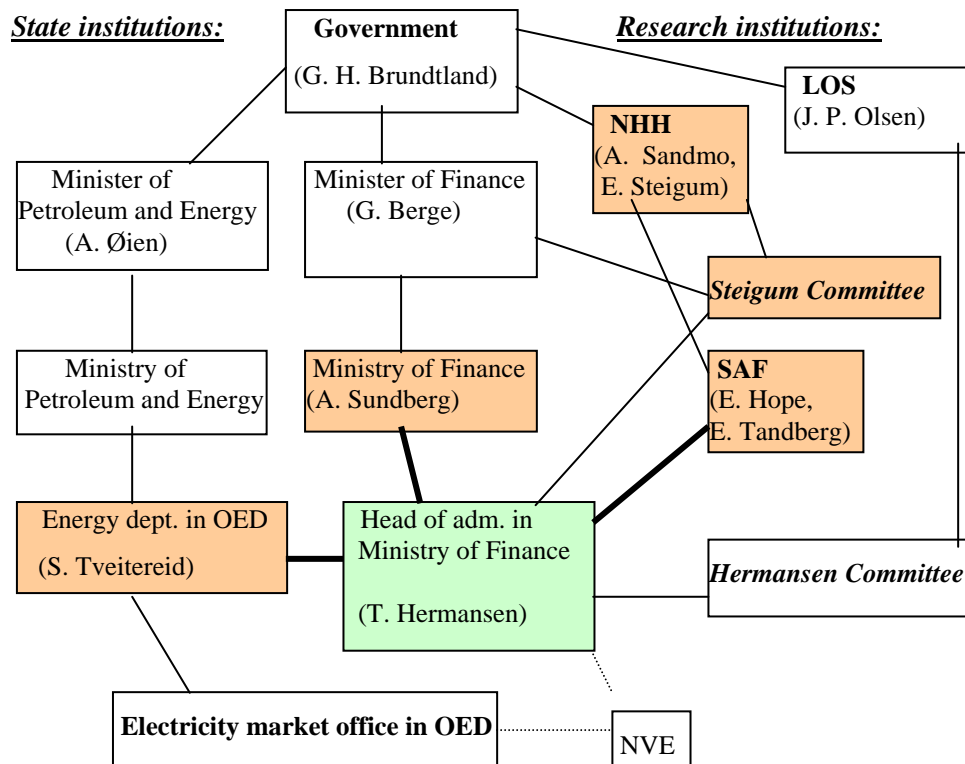 State institutions:
Government
(G. H. Brundtland)
Research institutions:
LOS
(J. P. Olsen)
NHH
(A. Sandmo,
E. Steigum)
Minister of
Petroleum and Energy
(A. Øien)
Minister of Finance
(G. Berge)
Steigum Committee
Ministry of
Petroleum and Energy
Ministry of Finance
(A. Sundberg)
SAF
(E. Hope,
E. Tandberg)
Energy dept. in OED
(S. Tveitereid)
Head of adm. in
Ministry of Finance
(T. Hermansen)
Hermansen Committee
Electricity market office in OED
NVE